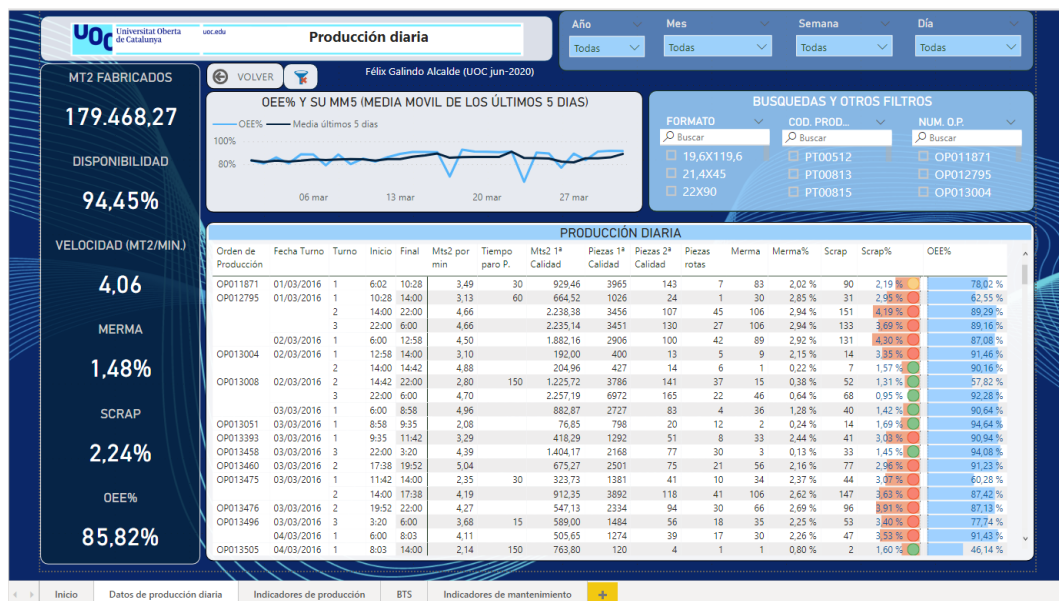 UOC Universitat Oberta de Catalunya
uoc.edu
Producción diaria
Año Mes Semana Día
Todas Todas Todas Todas
MT2 FABRICADOS
179.468,27
DISPONIBILIDAD
94,45%
VELOCIDAD (MT2/MIN.)
4,06
MERMA
1,48%
SCRAP
2,24%
OEE%
85,82%
VOLVER
Félix Galindo Alcalde (UOC jun-2020)
OEE% Y SU MM5 (MEDIA MOVIL DE LOS ÚLTIMOS 5 DIAS)
OEE% Media últimos 5 dias
100%
80%
06 mar 13 mar 20 mar 27 mar
BUSQUEDAS Y OTROS FILTROS
FORMATO COD. PROD... NUM. O.P.
Buscar Buscar Buscar
19,6X119,6 PT00512 OP011871
21,4X45 PT00813 OP012795
22X90 PT00815 OP013004
PRODUCCIÓN DIARIA
Orden de Producción Fecha Turno Turno Inicio Final Mts2 por min Tiempo paro P. Mts2 1ª Calidad Piezas 1ª Calidad Piezas 2ª Calidad Piezas rotas Merma Merma% Scrap Scrap% OEE%
OP011871 01/03/2016 1 6:02 10:28 3,49 30 929,46 3965 143 7 83 2,02 % 90 2,19 % 78,02 %
OP012795 01/03/2016 1 10:28 14:00 3,13 60 664,52 1026 24 1 30 2,85 % 31 2,95 % 62,55 %
2 14:00 22:00 4,66 2.238,38 3456 107 45 106 2,94 % 151 4,19 % 89,29 %
3 22:00 6:00 4,66 2.235,14 3451 130 27 106 2,94 % 133 3,69 % 89,16 %
02/03/2016 1 6:00 12:58 4,50 1.882,16 2906 100 42 89 2,92 % 131 4,30 % 87,08 %
OP013004 02/03/2016 1 12:58 14:00 3,10 192,00 400 13 5 9 2,15 % 14 3,35 % 91,46 %
2 14:00 14:42 4,88 204,96 427 14 6 1 0,22 % 7 1,57 % 90,16 %
OP013008 02/03/2016 2 14:42 22:00 2,80 150 1.225,72 3786 141 37 15 0,38 % 52 1,31 % 57,82 %
3 22:00 6:00 4,70 2.257,19 6972 165 22 46 0,64 % 68 0,95 % 92,28 %
03/03/2016 1 6:00 8:58 4,96 882,87 2727 83 4 36 1,28 % 40 1,42 % 90,64 %
OP013051 03/03/2016 1 8:58 9:35 2,08 76,85 798 20 12 2 0,24 % 14 1,69 % 94,64 %
OP013393 03/03/2016 1 9:35 11:42 3,29 418,29 1292 51 8 33 2,44 % 41 3,03 % 90,94 %
OP013458 03/03/2016 3 22:00 3:20 4,39 1.404,17 2168 77 30 3 0,13 % 33 1,45 % 94,08 %
OP013460 03/03/2016 2 17:38 19:52 5,04 675,27 2501 75 21 56 2,16 % 77 2,96 % 91,23 %
OP013475 03/03/2016 1 11:42 14:00 2,35 30 323,73 1381 41 10 34 2,37 % 44 3,07 % 60,28 %
2 14:00 17:38 4,19 912,35 3892 118 41 106 2,62 % 147 3,63 % 87,42 %
OP013476 03/03/2016 2 19:52 22:00 4,27 547,13 2334 94 30 66 2,69 % 96 3,91 % 87,13 %
OP013496 03/03/2016 3 3:20 6:00 3,68 15 589,00 1484 56 18 35 2,25 % 53 3,40 % 77,74 %
04/03/2016 1 6:00 8:03 4,11 505,65 1274 39 17 30 2,26 % 47 3,53 % 91,43 %
OP013505 04/03/2016 1 8:03 14:00 2,14 150 763,80 120 4 1 1 0,80 % 2 1,60 % 46,14 %
Inicio Datos de producción diaria Indicadores de producción BTS Indicadores de mantenimiento +